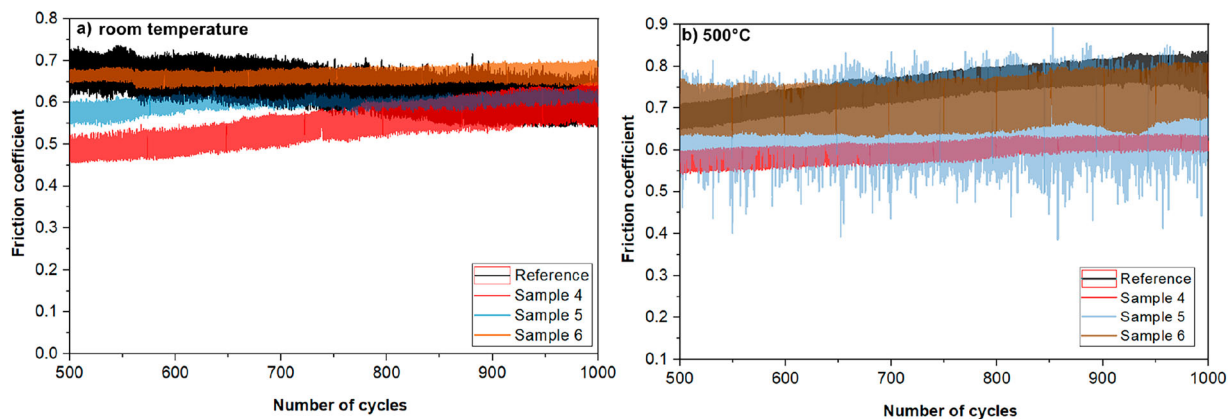 a) room temperature
0.8
0.7
0.6
0.5
0.4
0.3
0.2
0.1
0.0
Friction coefficient
500
600
700
800
900
1000
Number of cycles
Reference
Sample 4
Sample 5
Sample 6
b) 500°C
0.9
0.8
0.7
0.6
0.5
0.4
0.3
0.2
0.1
Friction coefficient
500
600
700
800
900
1000
Number of cycles
Reference
Sample 4
Sample 5
Sample 6